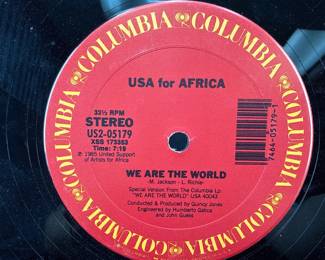 COLUMBIA COLUMBIA COLUMBIA COLUMBIA COLUMBIA COLUMBIA
USA for AFRICA
33⅓ RPM
STEREO
US2-05179
XSS 173353
Time: 7:19
℗ 1985 United Support
of Artists for Africa
7464-05179-1
WE ARE THE WORLD
-M. Jackson - L. Richie-
Special Version From The Columbia Lp:
"WE ARE THE WORLD" USA 40043
Conducted & Produced by Quincy Jones
Engineered by Humberto Gatica
and John Guess